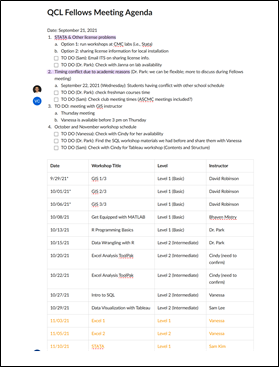 QCL Fellows Meeting Agenda
Date: September 21, 2021
1. STATA & Other license problems
a. Option 1: run workshops at CMC labs (i.e., Stata)
b. Option 2: sharing license information for local installation
TO DO (Sam): Email ITS on sharing license info.
TO DO (Dr. Park): Check with Jenna on lab availability
2. Timing conflict due to academic reasons (Dr. Park: we can be flexible; more to discuss during Fellows
meeting)
a. September 22, 2021 (Wednesday): Students having conflict with other school schedule
TO DO (Dr. Park): check freshman courses time
TO DO (Sam): Check club meeting times (ASCMC meetings included?)
3. TO DO: meeting with GIS expert
a. Thursday meeting
b. Vanessa is available before 3 pm on Thursday
4. October and November workshop schedule
TO DO (Vanessa): Check with Cindy for her availability
TO DO (Dr. Park): Find the SQL workshop materials we had before and share them with Vanessa
TO DO (Sam): Check with Cindy for Tableau workshop (Contents and Structure)
Date Workshop Title Level Instructor
9/29/21* GIS 1/3 Level 1 (Basic) David Robinson
10/01/21* GIS 2/3 Level 1 (Basic) David Robinson
10/06/21* GIS 3/3 Level 1 (Basic) David Robinson
10/08/21 Get Equipped with MATLAB Level 1 (Basic) Bhaven Mistry
10/13/21 R Programming Basics Level 1 (Basic) Dr. Park
10/15/21 Data Wrangling with R Level 2 (Intermediate) Dr. Park
10/20/21 Excel Analysis ToolPak Level 2 (Intermediate) Cindy (need to
confirm)
10/22/21 Excel Analysis ToolPak Level 2 (Intermediate) Cindy (need to
confirm)
10/27/21 Intro to SQL Level 2 (Intermediate) Vanessa
10/29/21 Data Visualization with Tableau Level 2 (Intermediate) Sam Lee
11/03/21 Excel 1 Level 1 Vanessa
11/05/21 Excel 2 Level 2 Vanessa
11/10/21 STATA Level 1 Sam Kim